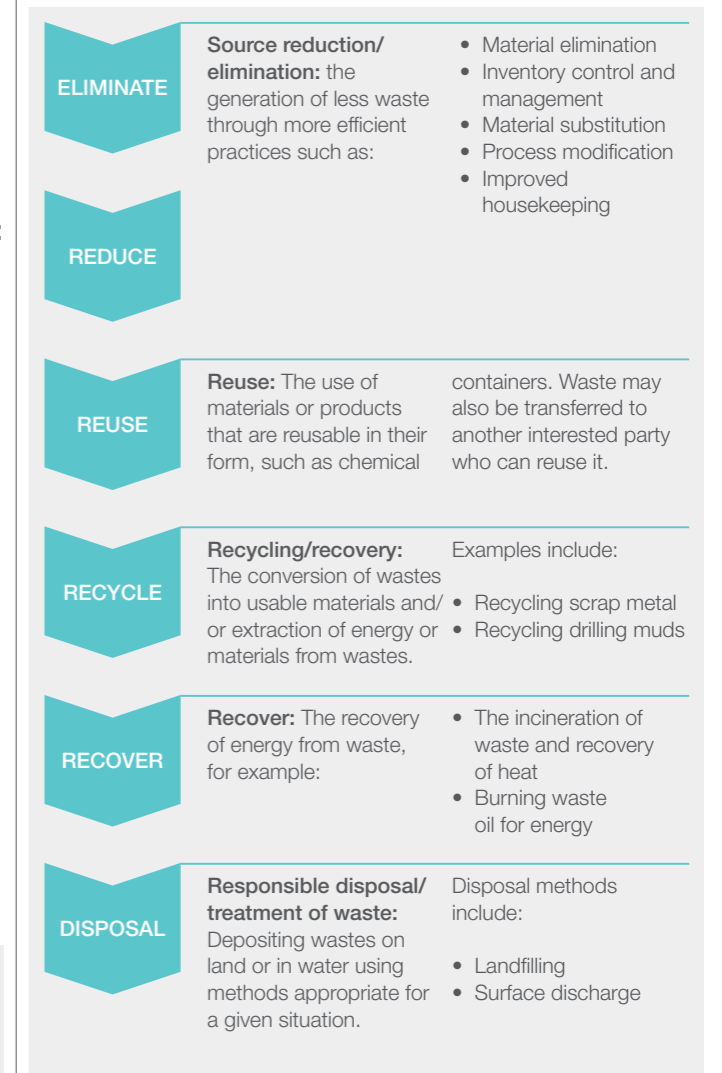 ELIMINATE
Source reduction/
elimination: the
generation of less waste
through more efficient
practices such as:
• Material elimination
• Inventory control and
management
• Material substitution
• Process modification
• Improved
housekeeping
REDUCE
REUSE
Reuse: The use of
materials or products
that are reusable in their
form, such as chemical
containers. Waste may
also be transferred to
another interested party
who can reuse it.
RECYCLE
Recycling/recovery:
The conversion of wastes
into usable materials and/
or extraction of energy or
materials from wastes.
Examples include:
• Recycling scrap metal
• Recycling drilling muds
RECOVER
Recover: The recovery
of energy from waste,
for example:
• The incineration of
waste and recovery
of heat
• Burning waste
oil for energy
DISPOSAL
Responsible disposal/
treatment of waste:
Depositing wastes on
land or in water using
methods appropriate for
a given situation.
Disposal methods
include:
• Landfilling
• Surface discharge